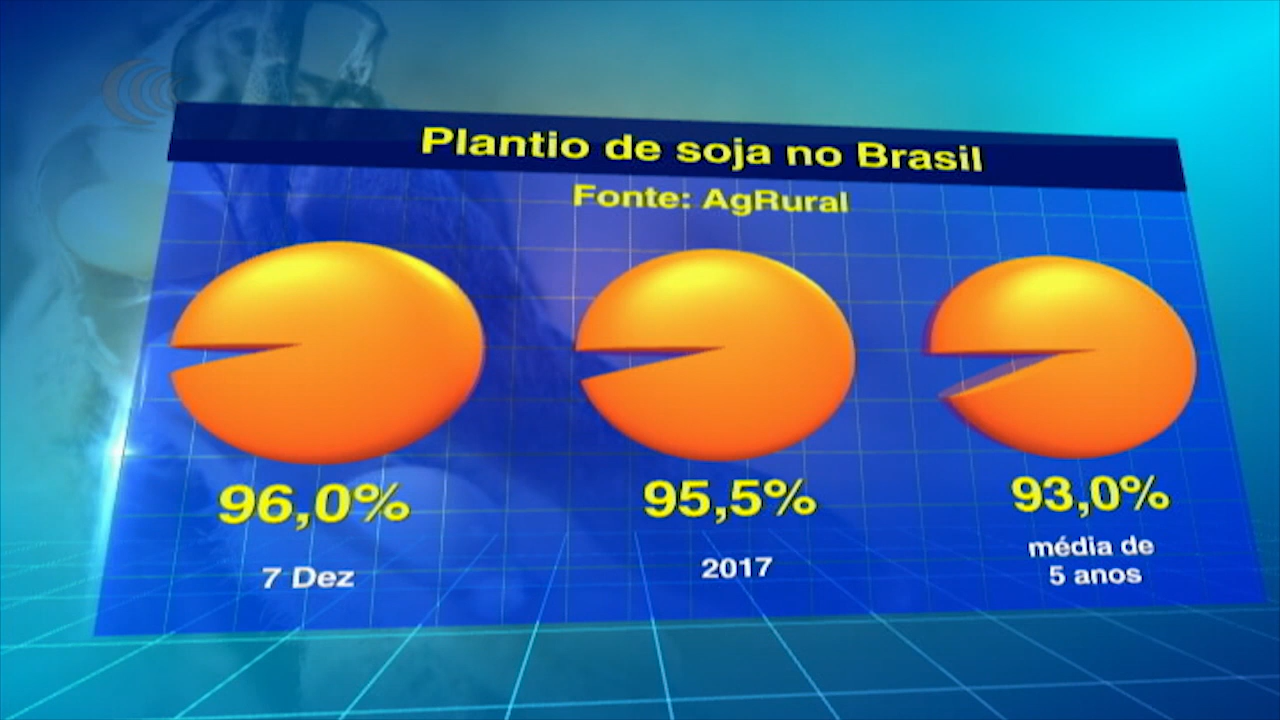 Plantio de soja no Brasil
Fonte: AgRural
96,0%
7 Dez
95,5%
2017
93,0%
média de
5 anos